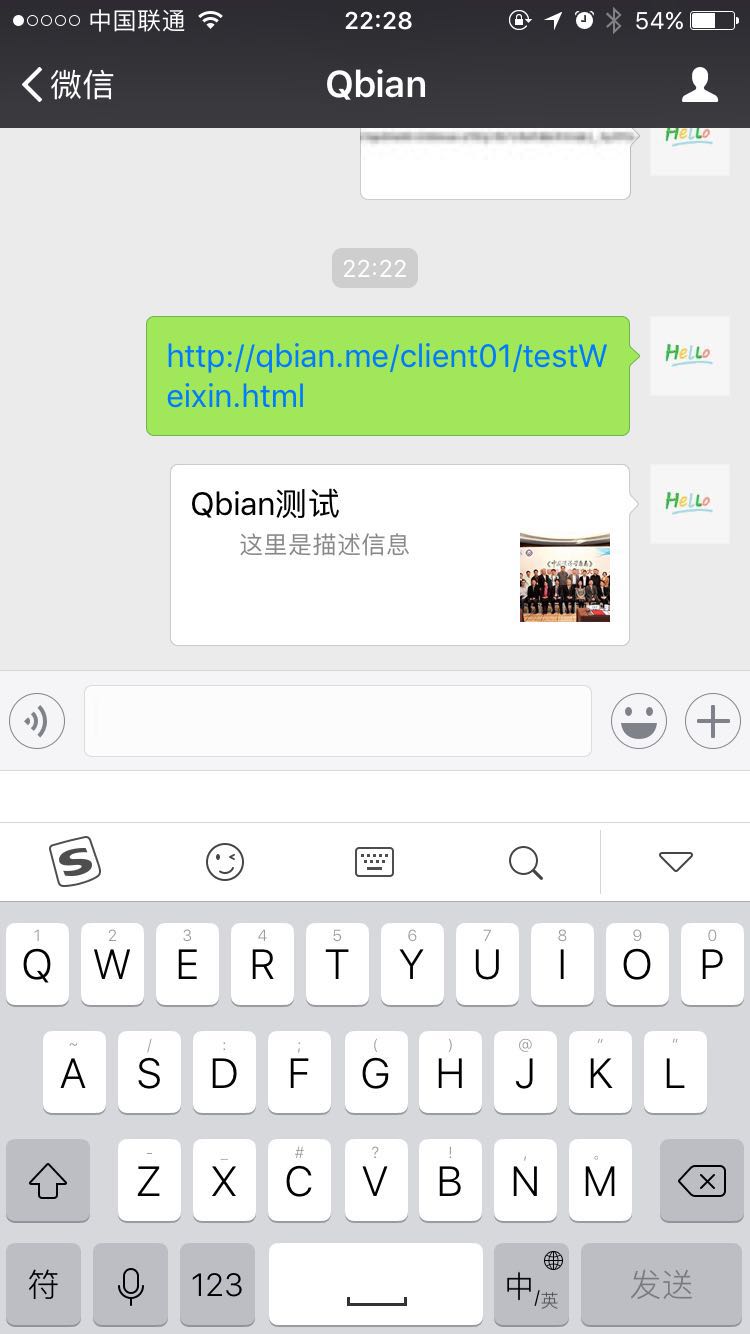 中国联通
22:28
54%
微信
Qbian
HeLLo
22:22
http://qbian.me/client01/testW
eixin.html
HeLLo
Qbian测试
HeLLo
这里是描述信息
1 2 3 4 5 6 7 8 9 0
Q W E R T Y U I O P
~ / : ; ( ) @ “ ”
A S D F G H J K L
- _ # ? ! , 。
Z X C V B N M
符 123 中/英 发送